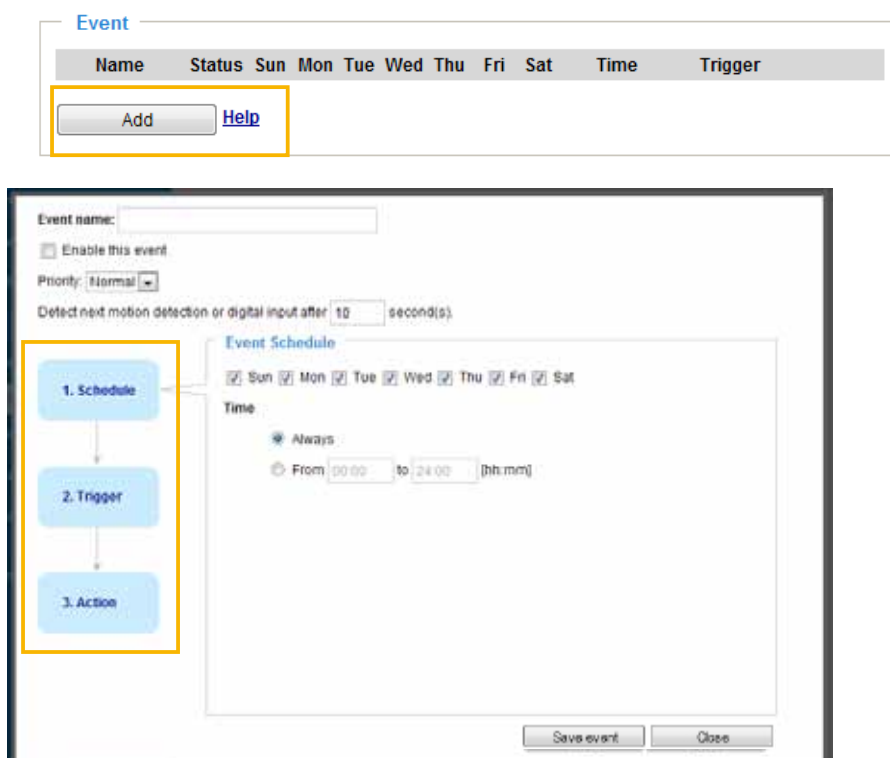 Event
Name Status Sun Mon Tue Wed Thu Fri Sat Time Trigger
Add Help
Event name:
Enable this event
Priority: Normal
Detect next motion detection or digital input after 10 second(s).
Event Schedule
1. Schedule
Sun Mon Tue Wed Thu Fri Sat
Time
Always
From 00:00 to 24:00 [hh:mm]
2. Trigger
3. Action
Save event Close